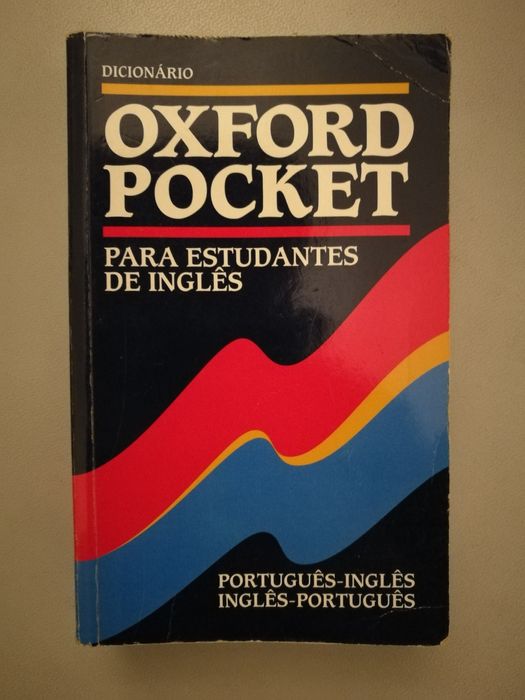 DICIONÁRIO
OXFORD
POCKET
PARA ESTUDANTES
DE INGLÊS
PORTUGUÊS-INGLÊS
INGLÊS-PORTUGUÊS